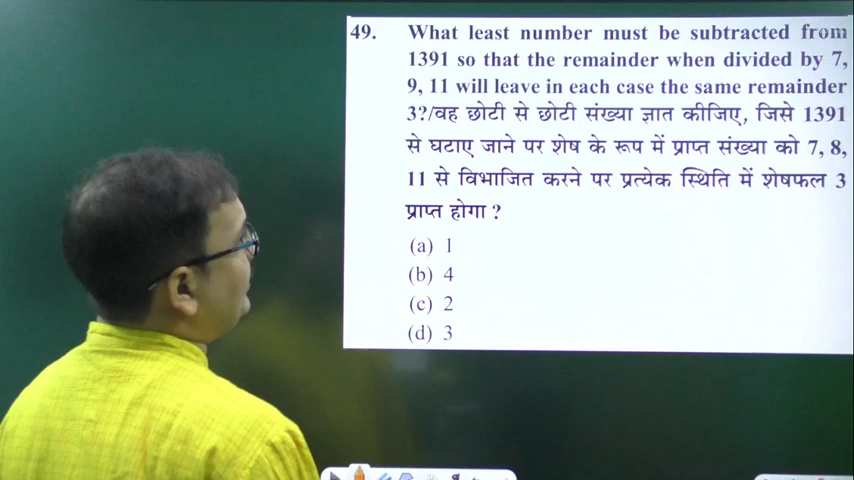 49. What least number must be subtracted from
1391 so that the remainder when divided by 7,
9, 11 will leave in each case the same remainder
3?/वह छोटी से छोटी संख्या ज्ञात कीजिए, जिसे 1391
से घटाए जाने पर शेष के रूप में प्राप्त संख्या को 7, 8,
11 से विभाजित करने पर प्रत्येक स्थिति में शेषफल 3
प्राप्त होगा ?
(a) 1
(b) 4
(c) 2
(d) 3